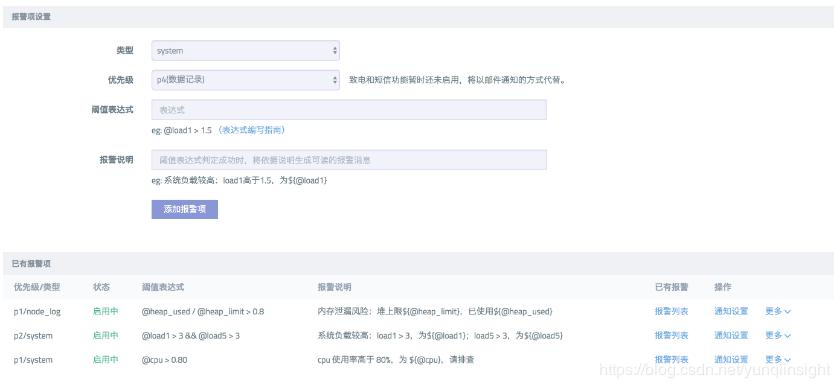 报警项设置
类型 system
优先级 p4(数据记录) 致电和短信功能暂时还未启用，将以邮件通知的方式代替。
阈值表达式 表达式
eg: @load1 > 1.5 （表达式编写指南）
报警说明 阈值表达式判定成功时，将依据说明生成可读的报警消息
eg: 系统负载较高：load1高于1.5，为${@load1}
添加报警项
已有报警项
优先级/类型 状态 阈值表达式 报警说明 已有报警 操作
p1/node_log 启用中 @heap_used / @heap_limit > 0.8 内存泄漏风险：堆上限${@heap_limit}，已使用${@heap_used} 报警列表 通知设置 更多
p2/system 启用中 @load1 > 3 && @load5 > 3 系统负载较高：load1 > 3，为${@load1}；load5 > 3，为${@load5} 报警列表 通知设置 更多
p1/system 启用中 @cpu > 0.80 cpu 使用率高于 80%，为 ${@cpu}，请排查 报警列表 通知设置 更多
https://blog.csdn.net/yunqiinsight